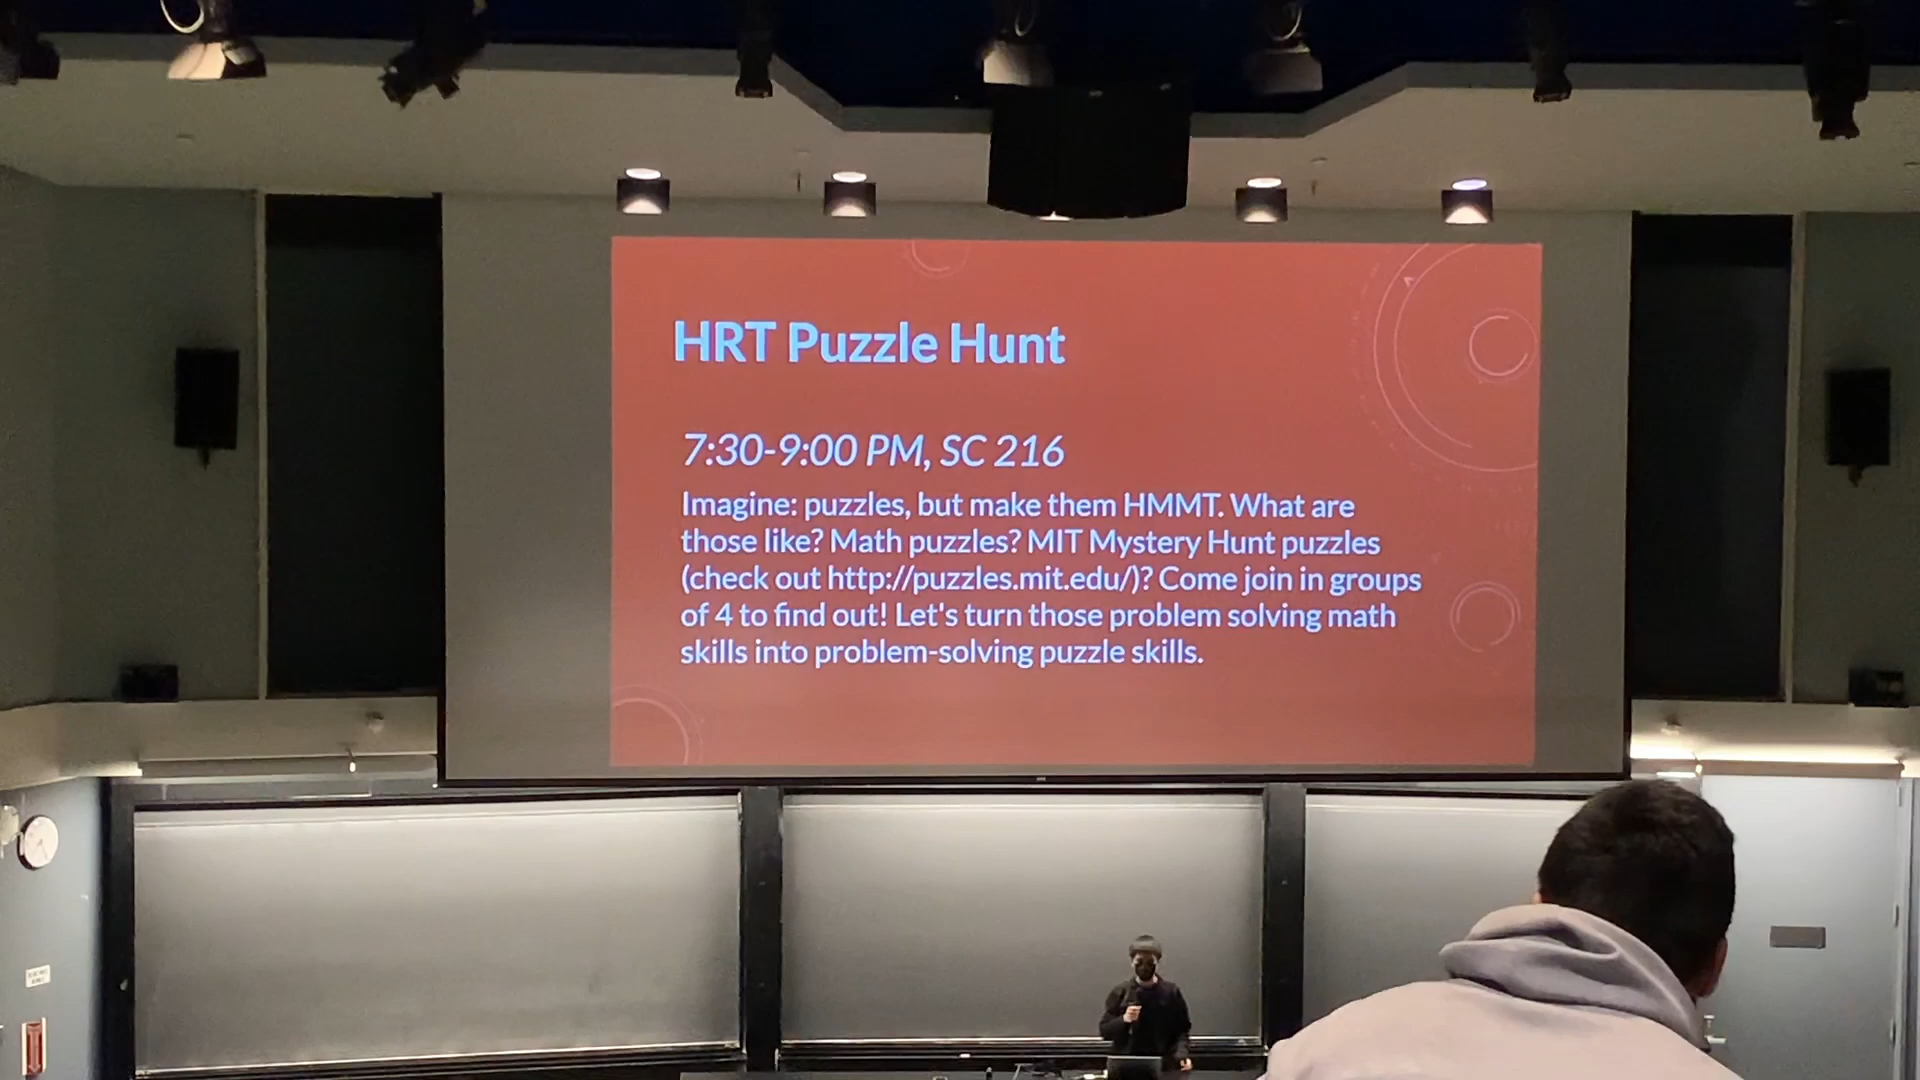 HRT Puzzle Hunt
7:30-9:00 PM, SC 216
Imagine: puzzles, but make them HMMT. What are
those like? Math puzzles? MIT Mystery Hunt puzzles
(check out http://puzzles.mit.edu/)? Come join in groups
of 4 to find out! Let's turn those problem solving math
skills into problem-solving puzzle skills.